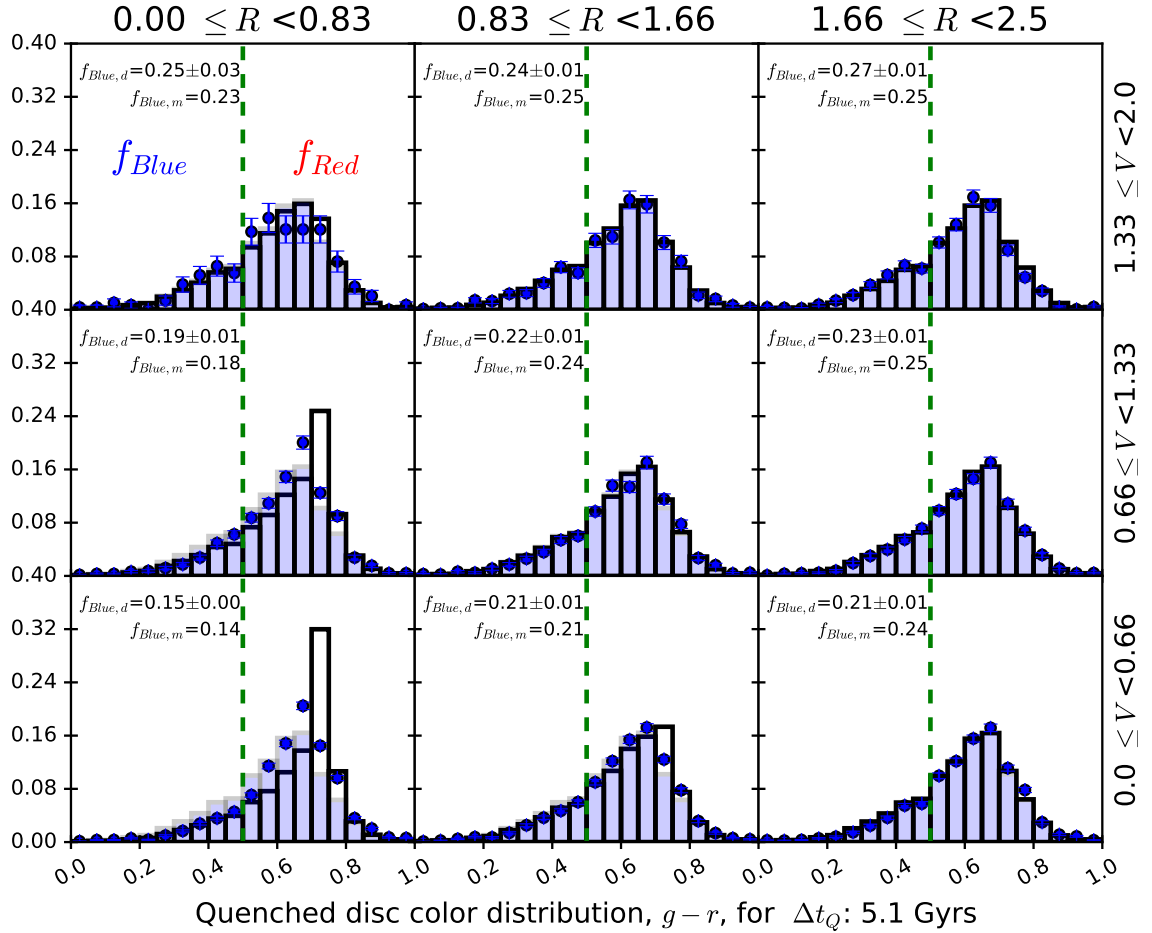 0.00 ≤R <0.83 0.83 ≤R <1.66 1.66 ≤R <2.5
0.40
f_{Blue,d}=0.25±0.03 f_{Blue,d}=0.24±0.01 f_{Blue,d}=0.27±0.01
f_{Blue,m}=0.23 f_{Blue,m}=0.25 f_{Blue,m}=0.25
0.32
f_{Blue} f_{Red}
0.24
0.16
0.08
1.33 ≤V <2.0
0.40
f_{Blue,d}=0.19±0.01 f_{Blue,d}=0.22±0.01 f_{Blue,d}=0.23±0.01
f_{Blue,m}=0.18 f_{Blue,m}=0.24 f_{Blue,m}=0.25
0.32
0.24
0.16
0.08
0.66 ≤V <1.33
0.40
f_{Blue,d}=0.15±0.00 f_{Blue,d}=0.21±0.01 f_{Blue,d}=0.21±0.01
f_{Blue,m}=0.14 f_{Blue,m}=0.21 f_{Blue,m}=0.24
0.32
0.24
0.16
0.08
0.00
0.0 ≤V <0.66
0.0 0.2 0.4 0.6 0.8 0.0 0.2 0.4 0.6 0.8 0.0 0.2 0.4 0.6 0.8 1.0
Quenched disc color distribution, g−r, for Δt_Q: 5.1 Gyrs